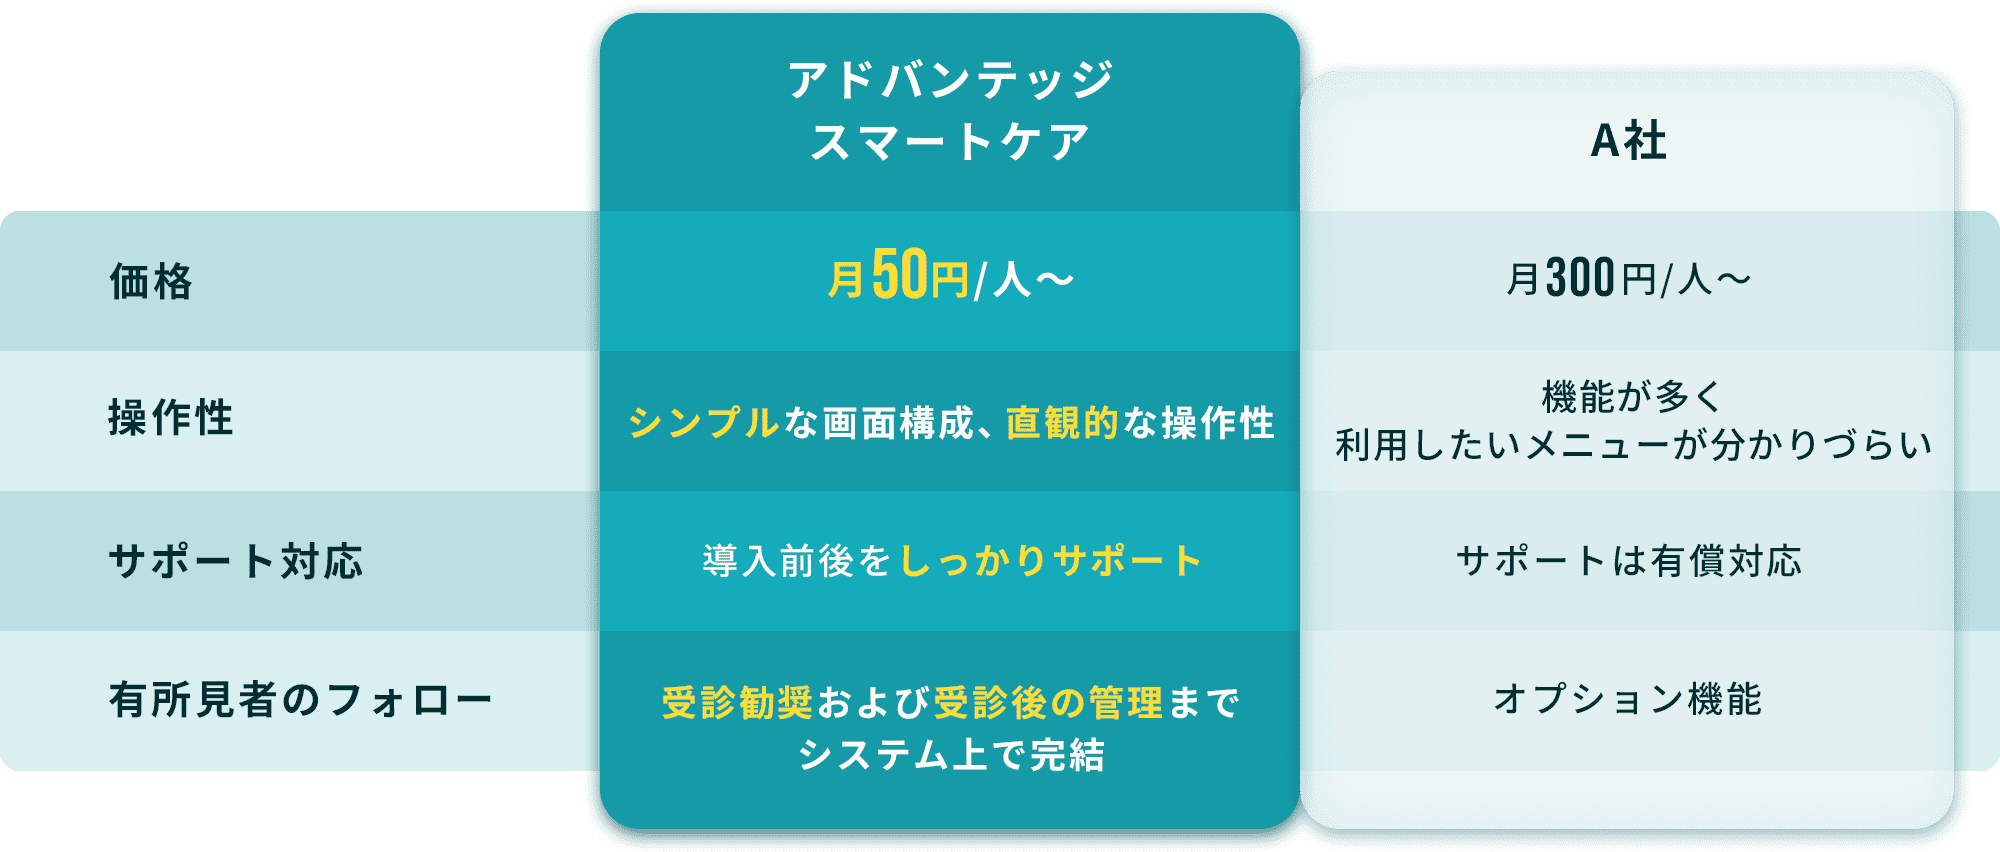 アドバンテッジ
スマートケア
A社
価格
月50円/人〜
月300円/人〜
操作性
シンプルな画面構成、直観的な操作性
機能が多く
利用したいメニューが分かりづらい
サポート対応
導入前後をしっかりサポート
サポートは有償対応
有所見者のフォロー
受診勧奨および受診後の管理まで
システム上で完結
オプション機能